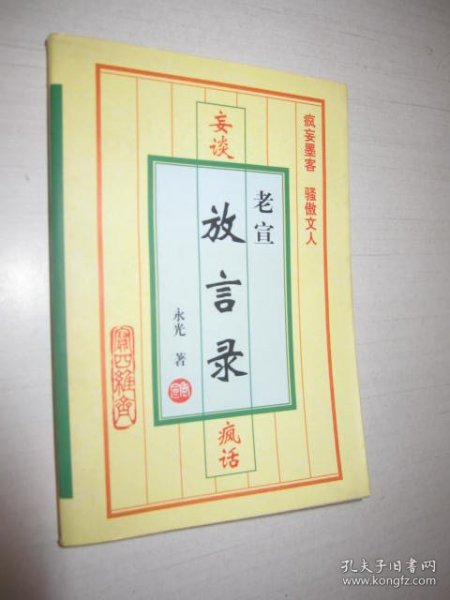 疯妄墨客 骚傲文人
妄谈
老宣
放言录
永光 著
疯话
孔夫子旧书网
www.kongfz.com